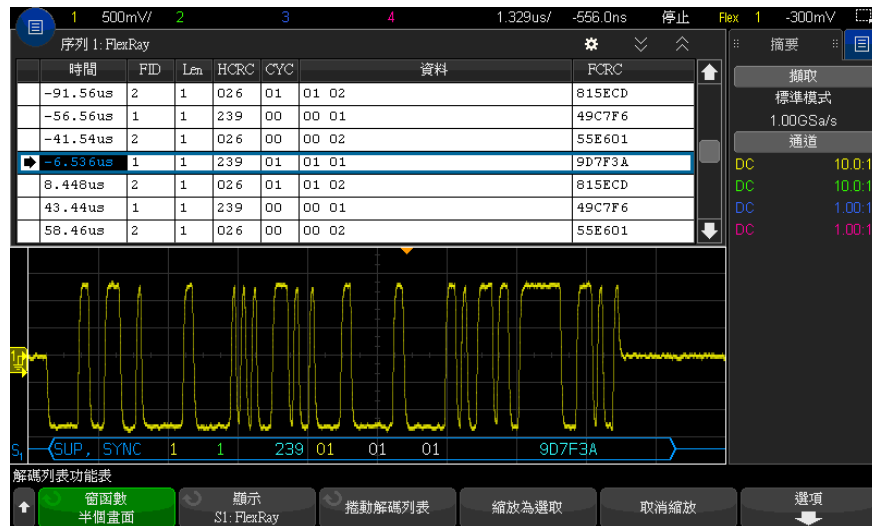 1 500mV/ 2 3 4 1.329us/ -556.0ns 停止 Flex 1 -300mV
序列 1: FlexRay
時間 FID Len HCRC CYC 資料 FCRC
-91.56us 2 1 026 01 01 02 815ECD
-56.56us 1 1 239 00 00 01 49C7F6
-41.54us 2 1 026 00 00 02 55E601
-6.536us 1 1 239 01 01 01 9D7F3A
8.448us 2 1 026 01 01 02 815ECD
43.44us 1 1 239 00 00 01 49C7F6
58.46us 2 1 026 00 00 02 55E601
摘要
擷取
標準模式
1.00GSa/s
通道
DC 10.0:1
DC 10.0:1
DC 1.00:1
DC 1.00:1
1
S1 SUP, SYNC 1 1 239 01 01 01 9D7F3A
解碼列表功能表
窗函數
半個畫面
顯示
S1: FlexRay
捲動解碼列表
縮放為選取
取消縮放
選項